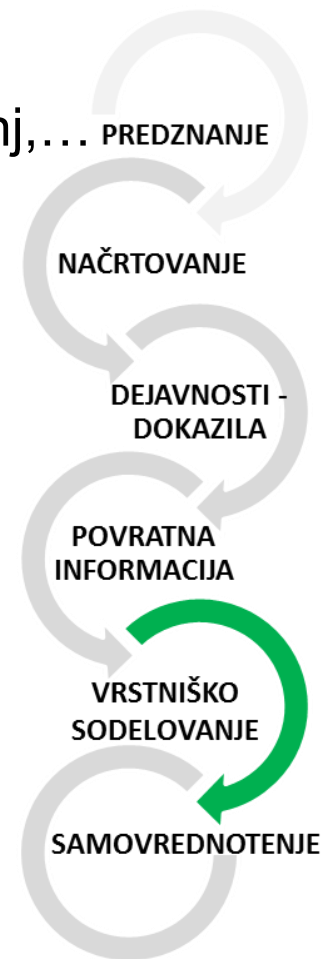 nj,... PREDZNANJE
NAČRTOVANJE
DEJAVNOSTI -
DOKAZILA
POVRATNA
INFORMACIJA
VRSTNIŠKO
SODELOVANJE
SAMOVREDNOTENJE